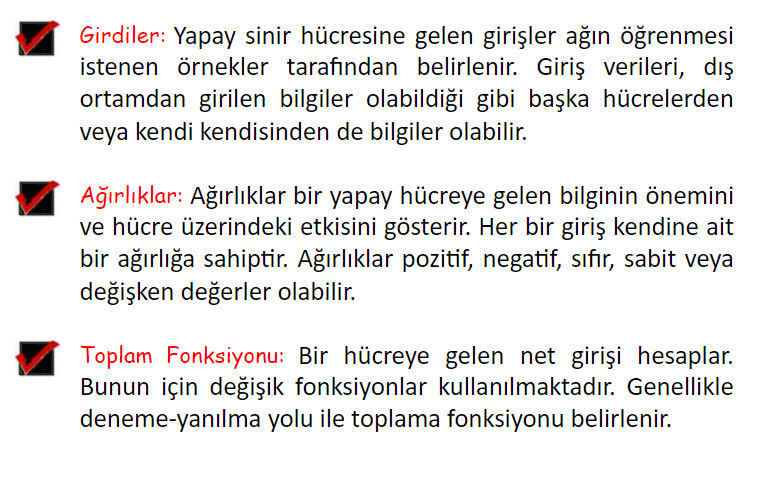 Girdiler: Yapay sinir hücresine gelen girişler ağın öğrenmesi
istenen örnekler tarafından belirlenir. Giriş verileri, dış
ortamdan girilen bilgiler olabildiği gibi başka hücrelerden
veya kendi kendisinden de bilgiler olabilir.
Ağırlıklar: Ağırlıklar bir yapay hücreye gelen bilginin önemini
ve hücre üzerindeki etkisini gösterir. Her bir giriş kendine ait
bir ağırlığa sahiptir. Ağırlıklar pozitif, negatif, sıfır, sabit veya
değişken değerler olabilir.
Toplam Fonksiyonu: Bir hücreye gelen net girişi hesaplar.
Bunun için değişik fonksiyonlar kullanılmaktadır. Genellikle
deneme-yanılma yolu ile toplama fonksiyonu belirlenir.